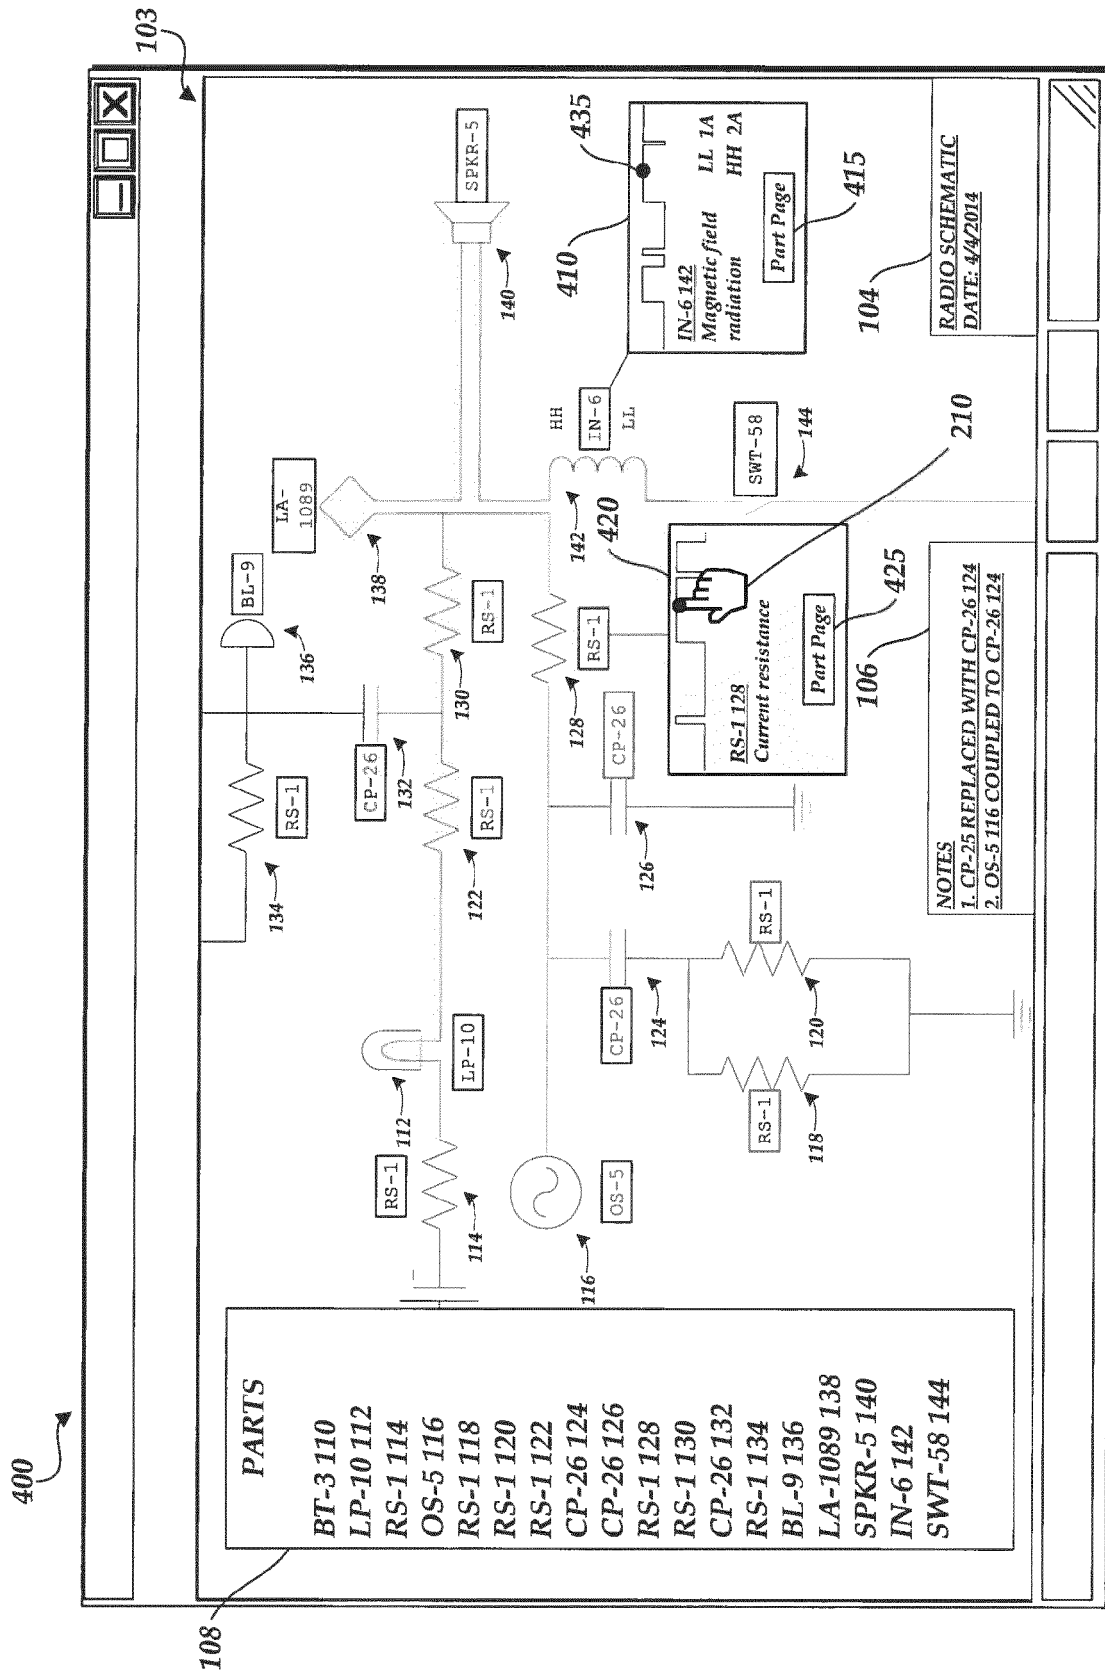 400
103
108
PARTS
BT-3 110
LP-10 112
RS-1 114
OS-5 116
RS-1 118
RS-1 120
RS-1 122
CP-26 124
CP-26 126
RS-1 128
RS-1 130
CP-26 132
RS-1 134
BL-9 136
LA-1089 138
SPKR-5 140
IN-6 142
SWT-58 144
RS-1
134
BL-9
136
LA-
1089
138
CP-26
132
RS-1
114
112
LP-10
RS-1
122
RS-1
130
SPKR-5
140
116
OS-5
CP-26
124
CP-26
126
RS-1
128
142
HH
IN-6
LL
RS-1
118
RS-1
120
SWT-58
144
410
435
IN-6 142
Magnetic field
radiation
LL 1A
HH 2A
Part Page
415
420
RS-1 128
Current resistance
Part Page
425
210
106
NOTES
1. CP-25 REPLACED WITH CP-26 124
2. OS-5 116 COUPLED TO CP-26 124
104
RADIO SCHEMATIC
DATE: 4/4/2014